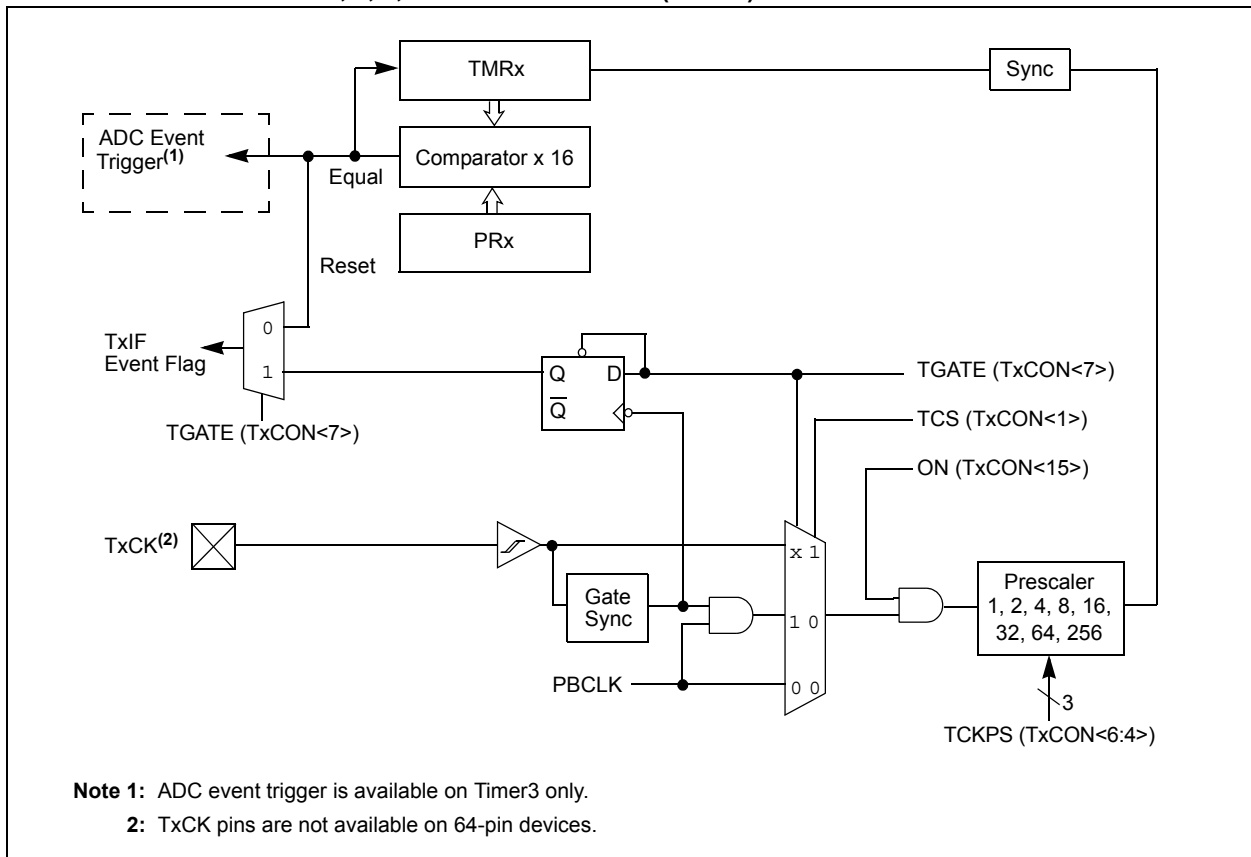 TMRx
Sync
ADC Event
Trigger(1)
Equal
Comparator x 16
PRx
Reset
0
1
TxIF
Event Flag
Q D
Q
TGATE (TxCON<7>)
TGATE (TxCON<7>)
TCS (TxCON<1>)
ON (TxCON<15>)
TxCK(2)
x 1
Gate
Sync
1 0
Prescaler
1, 2, 4, 8, 16,
32, 64, 256
PBCLK
0 0
3
TCKPS (TxCON<6:4>)
Note 1: ADC event trigger is available on Timer3 only.
2: TxCK pins are not available on 64-pin devices.